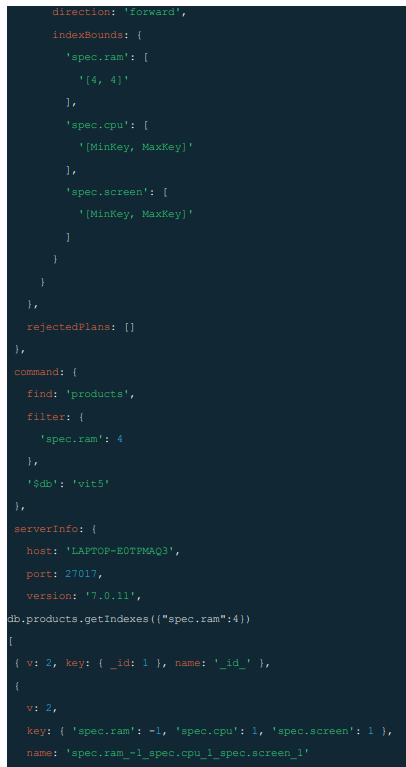 direction: 'forward',
indexBounds: {
'spec.ram': [
'[4, 4]'
],
'spec.cpu': [
'[MinKey, MaxKey]'
],
'spec.screen': [
'[MinKey, MaxKey]'
]
}
}
},
rejectedPlans: []
},
command: {
find: 'products',
filter: {
'spec.ram': 4
},
'$db': 'vit5'
},
serverInfo: {
host: 'LAPTOP-E0TPMAQ3',
port: 27017,
version: '7.0.11',
db.products.getIndexes({"spec.ram":4})
[
{ v: 2, key: { _id: 1 }, name: '_id_' },
{
v: 2,
key: { 'spec.ram': -1, 'spec.cpu': 1, 'spec.screen': 1 },
name: 'spec.ram_-1_spec.cpu_1_spec.screen_1'